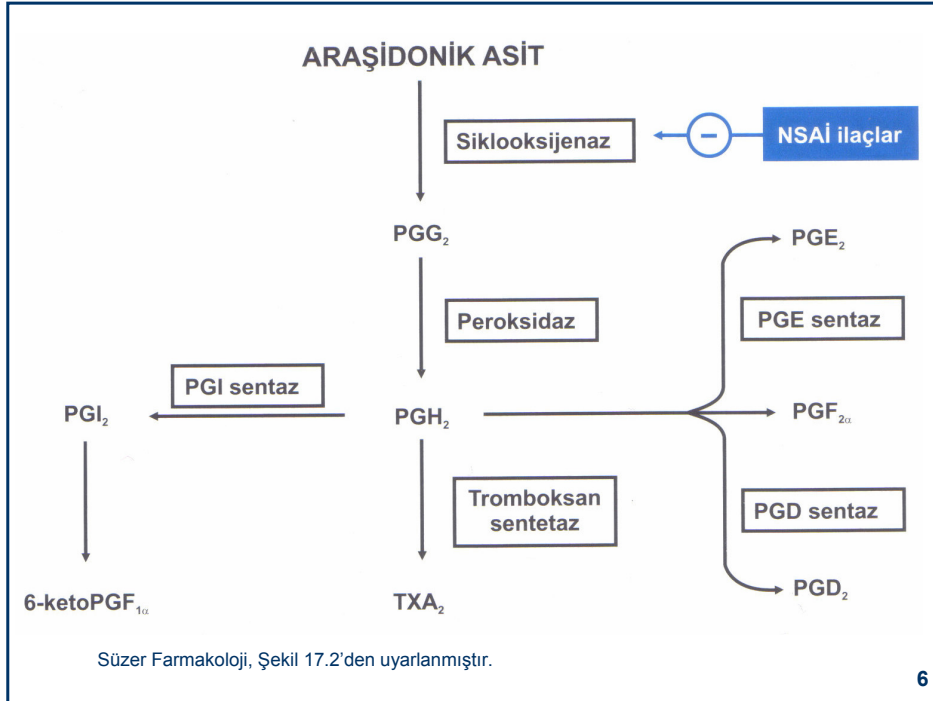 ARAŞİDONİK ASİT
Siklooksijenaz
NSAİ ilaçlar
PGG₂
PGE₂
Peroksidaz
PGE sentaz
PGI sentaz
PGI₂
PGH₂
PGF₂α
Tromboksan
sentetaz
PGD sentaz
6-ketoPGF₁α
TXA₂
PGD₂
Süzer Farmakoloji, Şekil 17.2’den uyarlanmıştır.
6